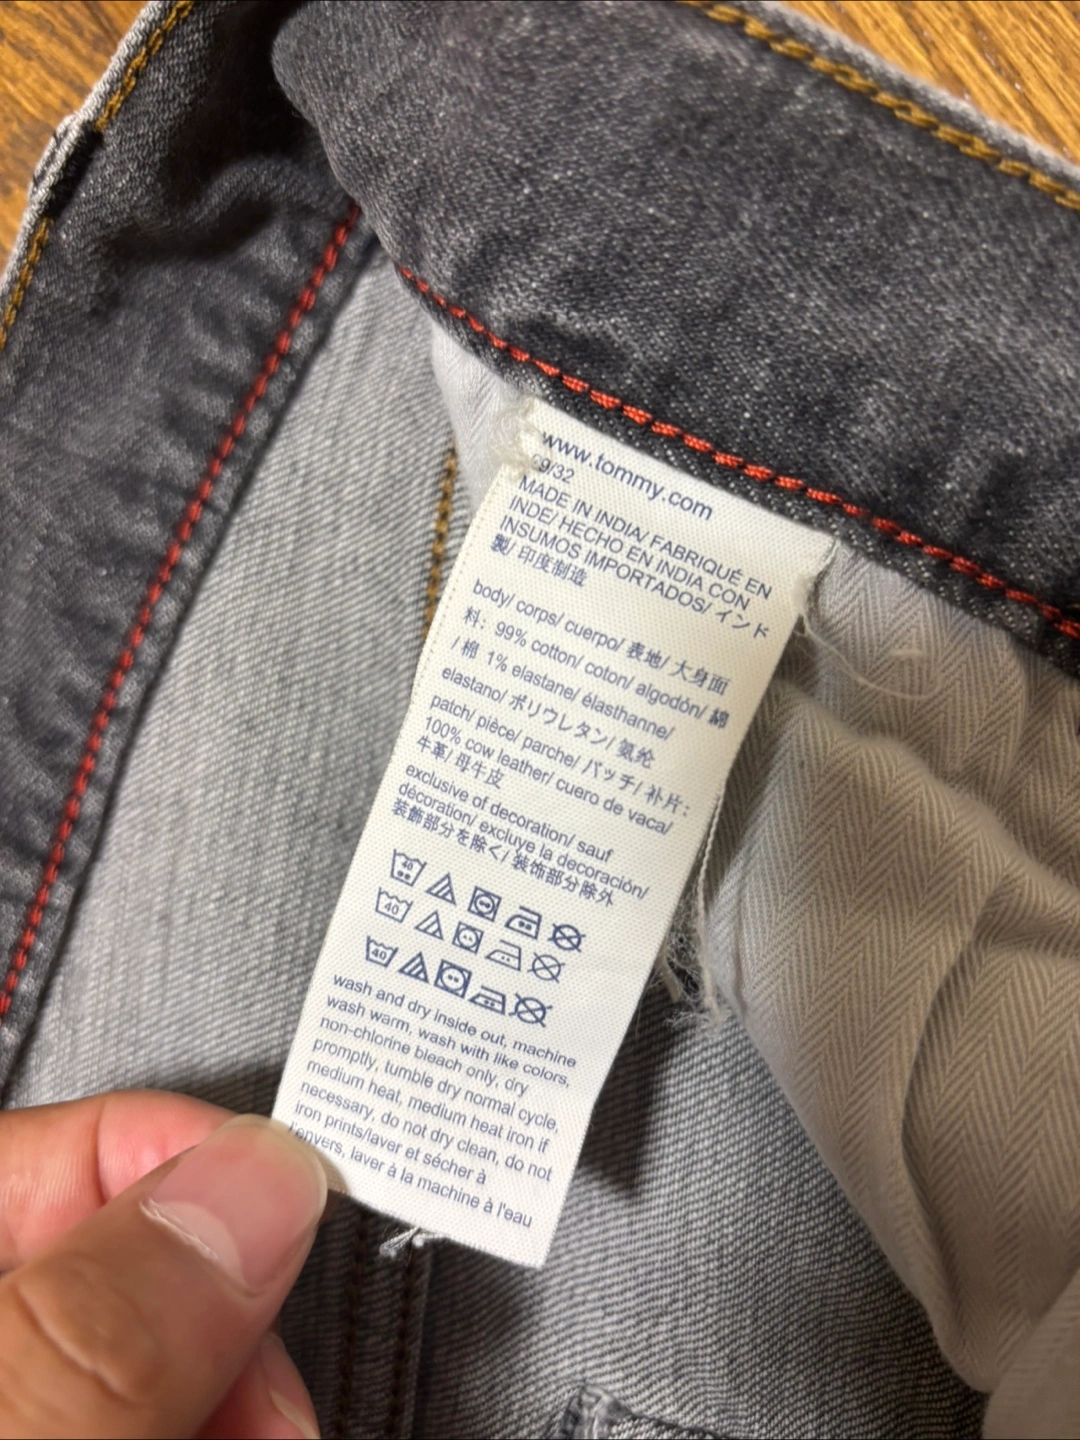 www.tommy.com
29/32
MADE IN INDIA/ FABRIQUÉ EN
INDE/ HECHO EN INDIA CON
INSUMOS IMPORTADOS/ インド
製/ 印度制造
body/ corps/ cuerpo/ 表地/ 大身面
料: 99% cotton/ coton/ algodón/ 綿
/ 棉 1% elastane/ élasthanne/
elastano/ ポリウレタン/ 氨纶
patch/ pièce/ parche/ パッチ/ 补片:
100% cow leather/ cuero de vaca/
牛革/ 母牛皮
exclusive of decoration/ sauf
décoration/ excluye la decoración/
装飾部分を除く/ 装饰部分除外
40
40
40
wash and dry inside out, machine
wash warm, wash with like colors,
non-chlorine bleach only, dry
promptly, tumble dry normal cycle,
medium heat, medium heat iron if
necessary, do not dry clean, do not
iron prints/laver et sécher à
l'envers, laver à la machine à l'eau